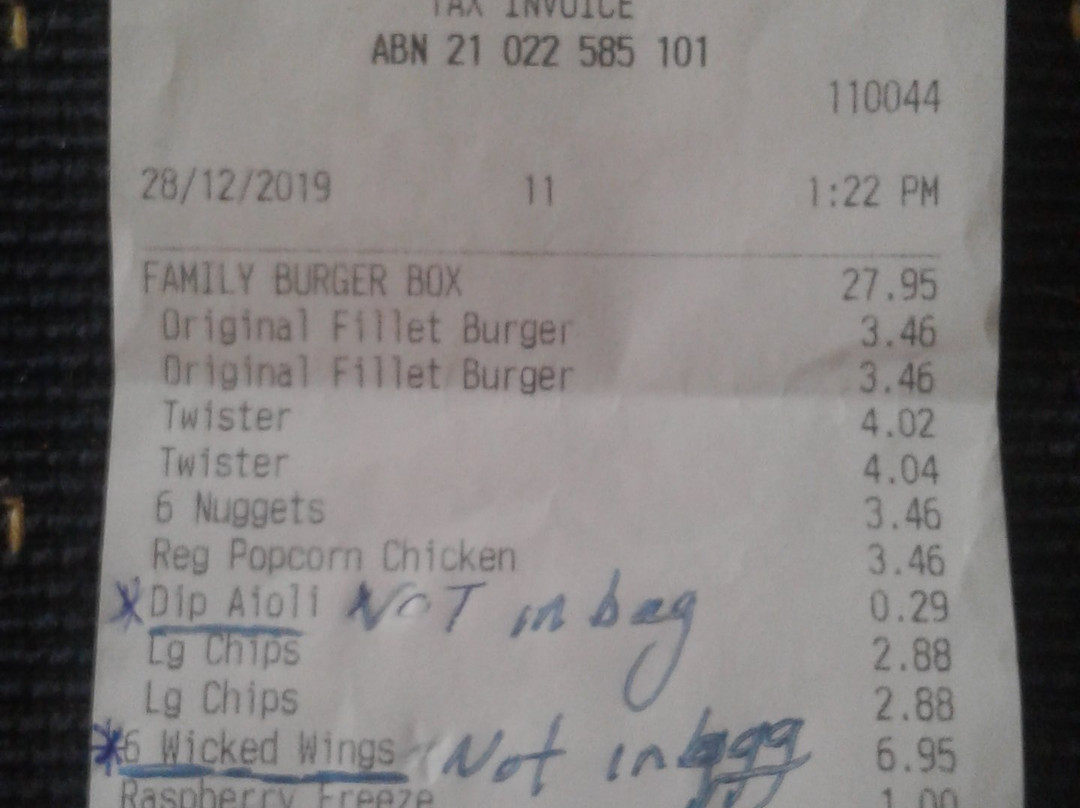 TAX INVOICE
ABN 21 022 585 101
110044
28/12/2019 11 1:22 PM
FAMILY BURGER BOX 27.95
Original Fillet Burger 3.46
Original Fillet Burger 3.46
Twister 4.02
Twister 4.04
6 Nuggets 3.46
Reg Popcorn Chicken 3.46
*Dip Aioli NOT in bag 0.29
Lg Chips 2.88
Lg Chips 2.88
*6 Wicked Wings Not in bag 6.95
Raspberry Freeze 1.00